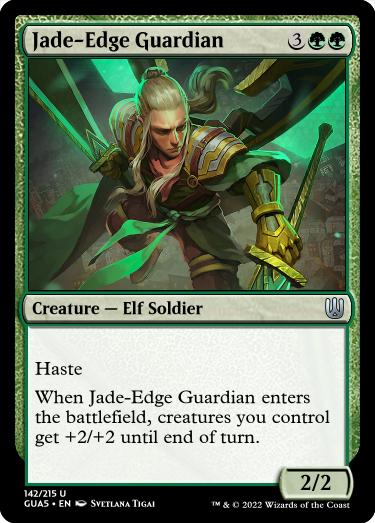 Jade-Edge Guardian 3
Creature — Elf Soldier
Haste
When Jade-Edge Guardian enters
the battlefield, creatures you control
get +2/+2 until end of turn.
2/2
142/215 U
GUA5 • EN Svetlana Tigai
™ & © 2022 Wizards of the Coast